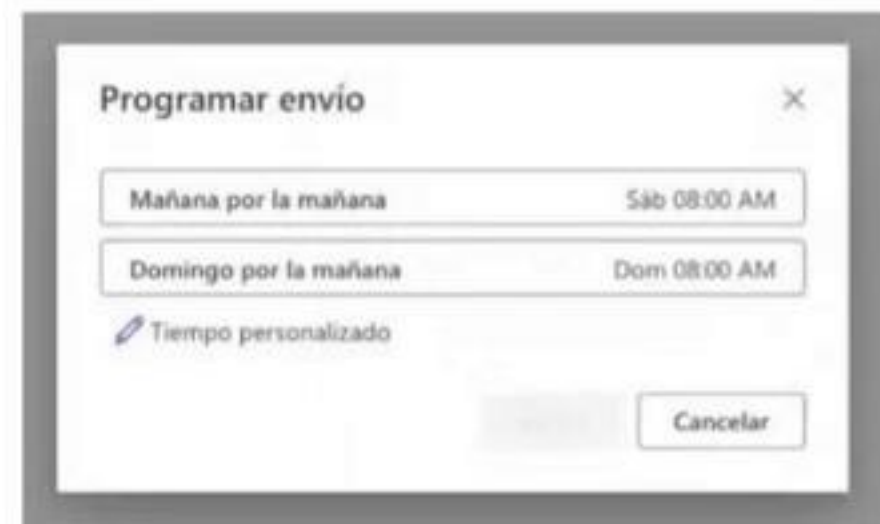 Programar envío
Mañana por la mañana Sáb 08:00 AM
Domingo por la mañana Dom 08:00 AM
Tiempo personalizado
Cancelar